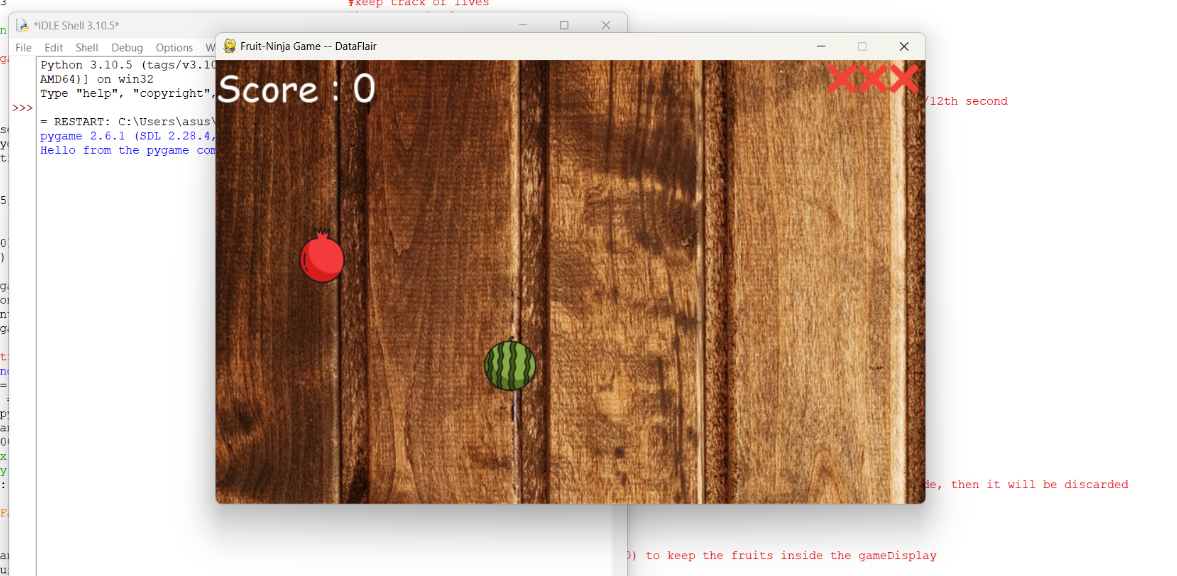 #keep track of lives
*IDLE Shell 3.10.5*
File Edit Shell Debug Options
Python 3.10.5 (tags/v3.10
AMD64)] on win32
Type "help", "copyright",
>>>
= RESTART: C:\Users\asus\
pygame 2.6.1 (SDL 2.28.4,
Hello from the pygame com
Fruit-Ninja Game -- DataFlair
Score : 0
/12th second
de, then it will be discarded
0) to keep the fruits inside the gameDisplay